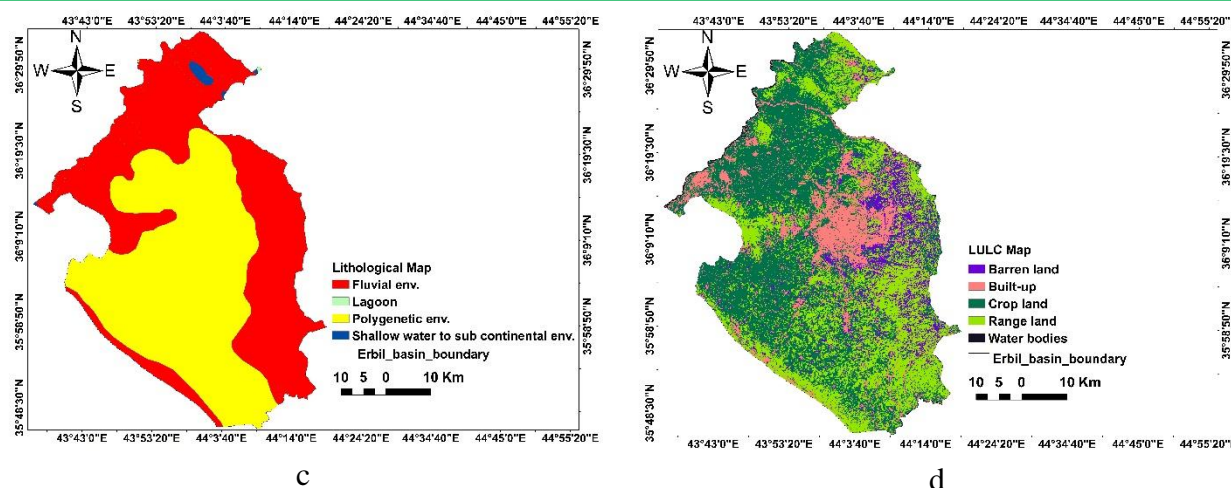 43°43'0"E 43°53'20"E 44°3'40"E 44°14'0"E 44°24'20"E 44°34'40"E 44°45'0"E 44°55'20"E
N
W E
S
36°29'50"N
36°19'30"N
36°9'10"N
35°58'50"N
35°48'30"N
36°29'50"N
36°19'30"N
36°9'10"N
35°58'50"N
35°48'30"N
Lithological Map
Fluvial env.
Lagoon
Polygenetic env.
Shallow water to sub continental env.
Erbil_basin_boundary
10 5 0 10 Km
43°43'0"E 43°53'20"E 44°3'40"E 44°14'0"E 44°24'20"E 44°34'40"E 44°45'0"E 44°55'20"E
c
43°43'0"E 43°53'20"E 44°3'40"E 44°14'0"E 44°24'20"E 44°34'40"E 44°45'0"E 44°55'20"E
N
W E
S
36°29'50"N
36°19'30"N
36°9'10"N
35°58'50"N
35°48'30"N
36°29'50"N
36°19'30"N
36°9'10"N
35°58'50"N
35°48'30"N
LULC Map
Barren land
Built-up
Crop land
Range land
Water bodies
Erbil_basin_boundary
10 5 0 10 Km
43°43'0"E 43°53'20"E 44°3'40"E 44°14'0"E 44°24'20"E 44°34'40"E 44°45'0"E 44°55'20"E
d